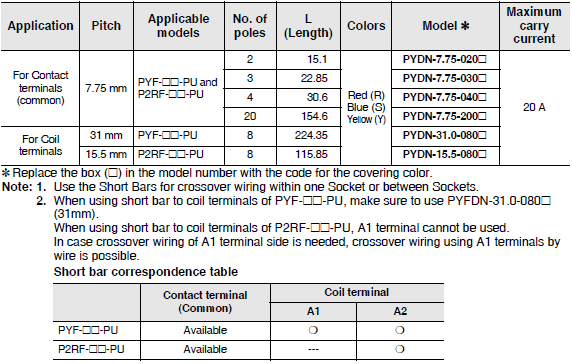 Application Pitch Applicable models No. of poles L (Length) Colors Model ＊ Maximum carry current
For Contact terminals (common) 7.75 mm PYF-□□-PU and P2RF-□□-PU 2 15.1 Red (R) Blue (S) Yellow (Y) PYDN-7.75-020□ 20 A
3 22.85 PYDN-7.75-030□
4 30.6 PYDN-7.75-040□
20 154.6 PYDN-7.75-200□
For Coil terminals 31 mm PYF-□□-PU 8 224.35 PYDN-31.0-080□
15.5 mm P2RF-□□-PU 8 115.85 PYDN-15.5-080□
＊ Replace the box (□) in the model number with the code for the covering color.
Note: 1. Use the Short Bars for crossover wiring within one Socket or between Sockets.
2. When using short bar to coil terminals of PYF-□□-PU, make sure to use PYFDN-31.0-080□
(31mm).
When using short bar to coil terminals of P2RF-□□-PU, A1 terminal cannot be used.
In case crossover wiring of A1 terminal side is needed, crossover wiring using A1 terminals by
wire is possible.
Short bar correspondence table
Contact terminal (Common) Coil terminal
A1 A2
PYF-□□-PU Available ❍ ❍
P2RF-□□-PU Available --- ❍